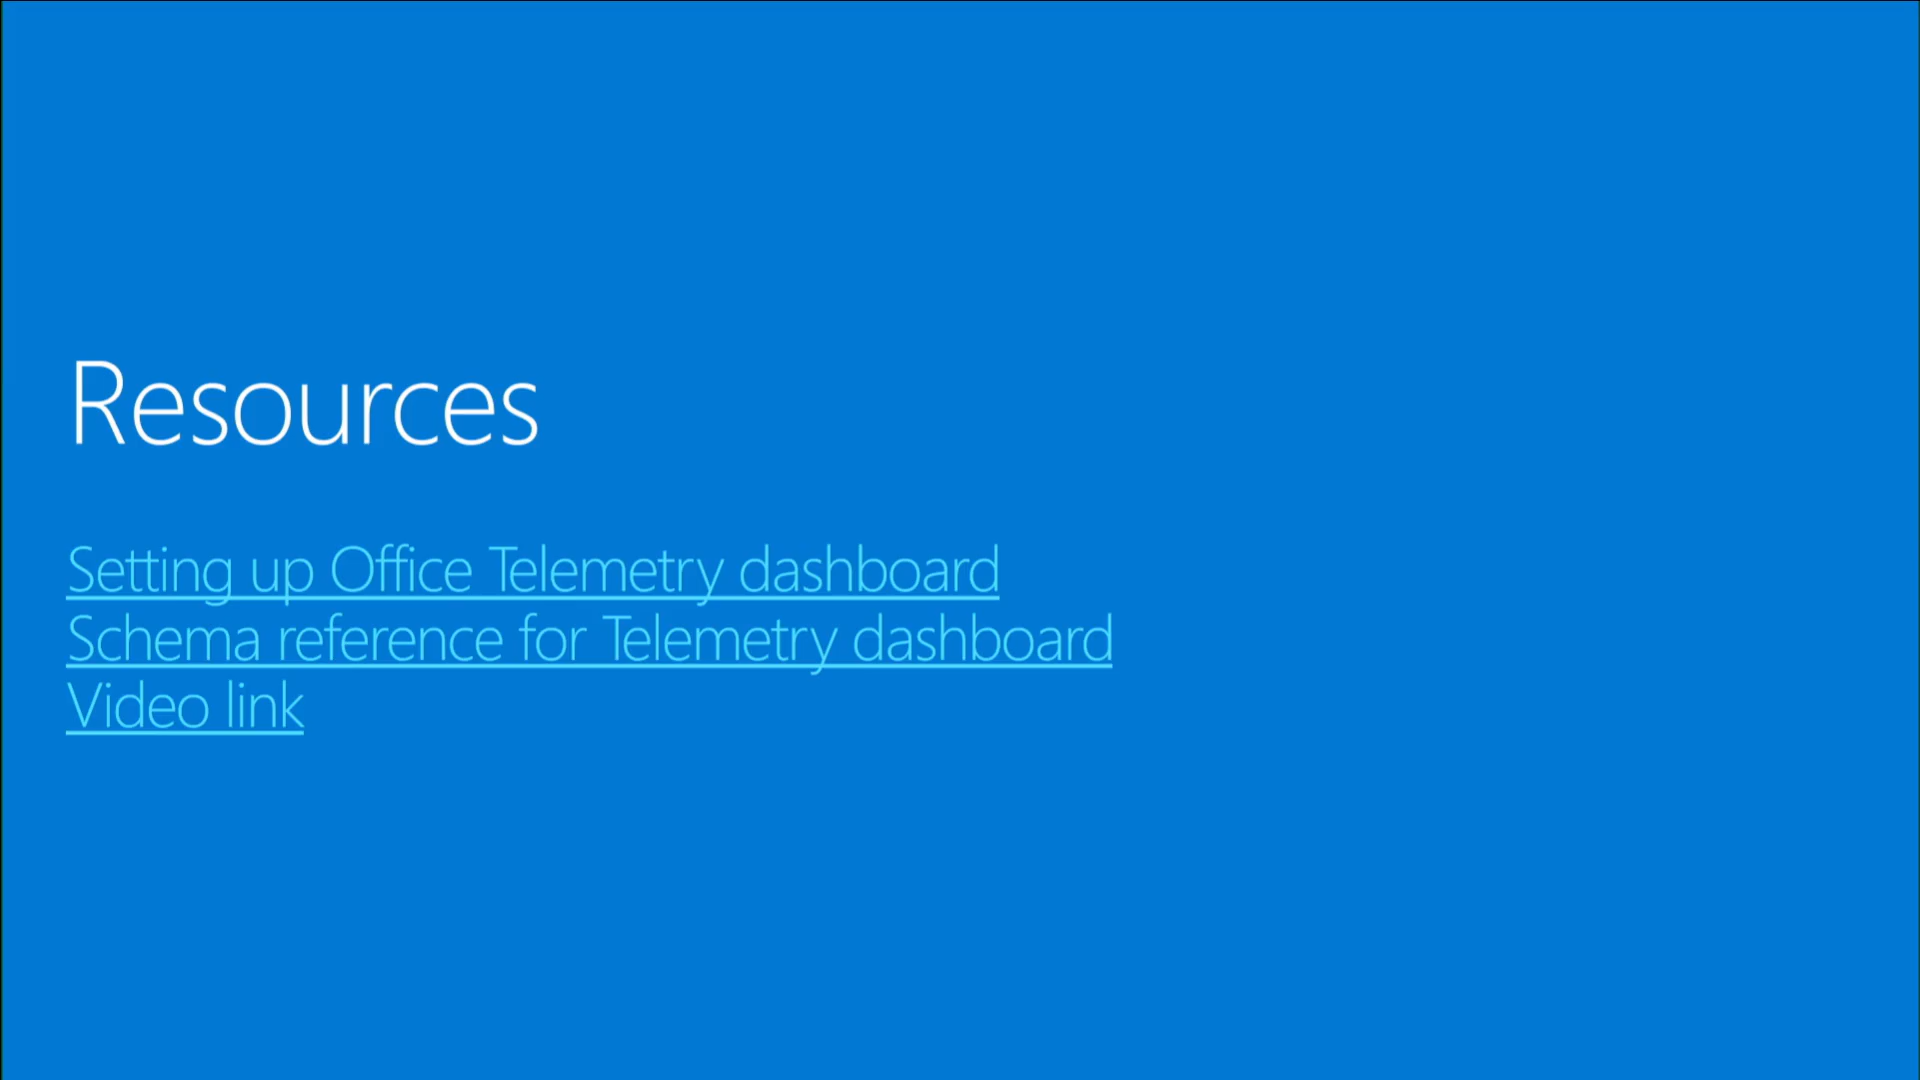 Resources
Setting up Office Telemetry dashboard
Schema reference for Telemetry dashboard
Video link